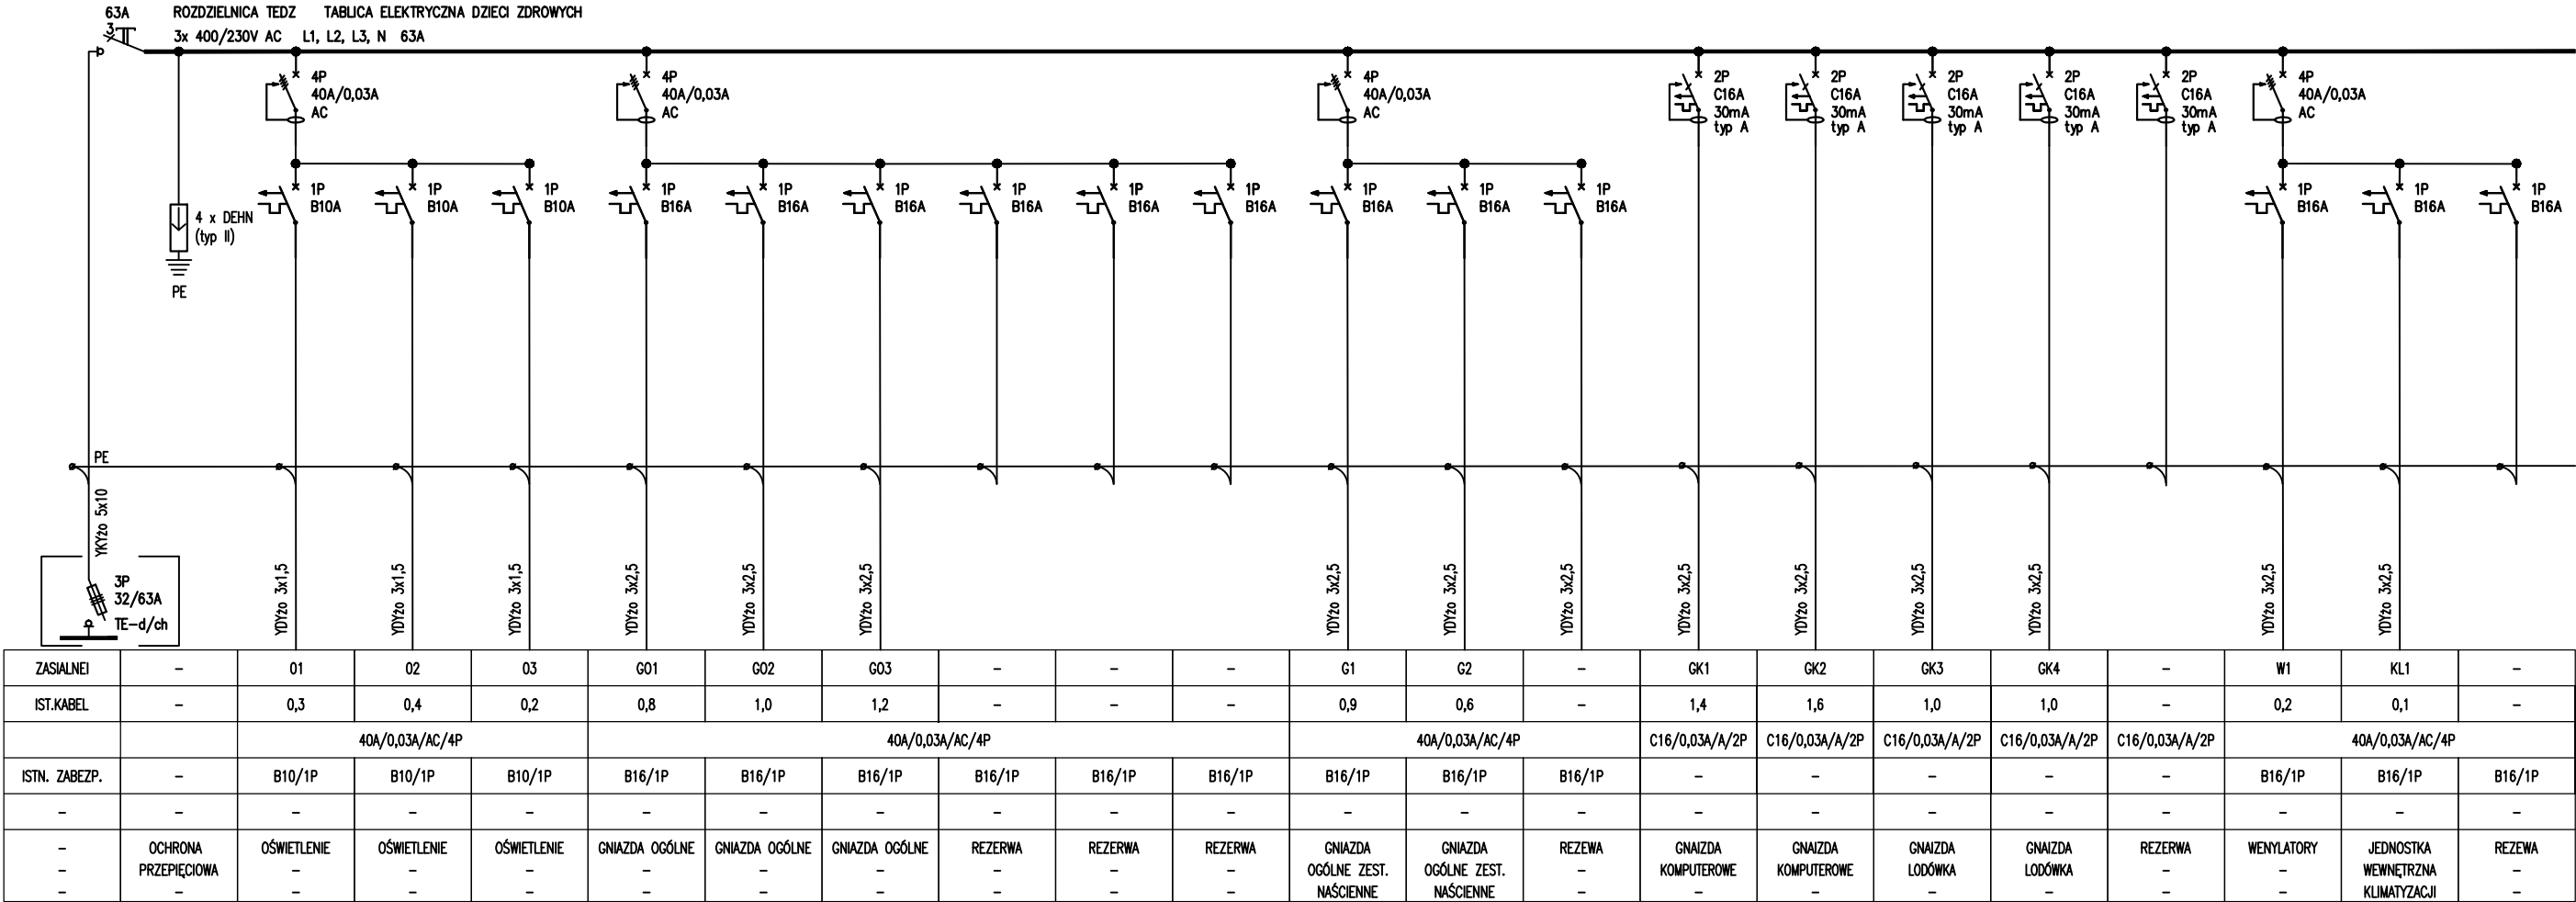 63A ROZDZIELNICA TEDZ TABLICA ELEKTRYCZNA DZIECI ZDROWYCH
3 3x 400/230V AC L1, L2, L3, N 63A
4P 4P 4P 2P 2P 2P 2P 2P 4P
40A/0,03A 40A/0,03A 40A/0,03A C16A C16A C16A C16A C16A 40A/0,03A
AC AC AC 30mA 30mA 30mA 30mA 30mA AC
typ A typ A typ A typ A typ A
1P 1P 1P 1P 1P 1P 1P 1P 1P 1P 1P 1P 1P 1P 1P
B10A B10A B10A B16A B16A B16A B16A B16A B16A B16A B16A B16A B16A B16A B16A
4 x DEHN
(typ II)
PE
PE
YKYżo 5x10
3P
32/63A
TE-d/ch
YDYżo 3x1,5 YDYżo 3x1,5 YDYżo 3x1,5 YDYżo 3x2,5 YDYżo 3x2,5 YDYżo 3x2,5 YDYżo 3x2,5 YDYżo 3x2,5 YDYżo 3x2,5 YDYżo 3x2,5 YDYżo 3x2,5 YDYżo 3x2,5 YDYżo 3x2,5 YDYżo 3x2,5 YDYżo 3x2,5
ZASIALNEI - O1 O2 O3 GO1 GO2 GO3 - - - G1 G2 - GK1 GK2 GK3 GK4 - W1 KL1 -
IST.KABEL - 0,3 0,4 0,2 0,8 1,0 1,2 - - - 0,9 0,6 - 1,4 1,6 1,0 1,0 - 0,2 0,1 -
40A/0,03A/AC/4P 40A/0,03A/AC/4P 40A/0,03A/AC/4P C16/0,03A/A/2P C16/0,03A/A/2P C16/0,03A/A/2P C16/0,03A/A/2P C16/0,03A/A/2P 40A/0,03A/AC/4P
ISTN. ZABEZP. - B10/1P B10/1P B10/1P B16/1P B16/1P B16/1P B16/1P B16/1P B16/1P B16/1P B16/1P B16/1P - - - - - B16/1P B16/1P B16/1P
- - - - - - - - - - - - - - - - - - - - - -
- OCHRONA OŚWIETLENIE OŚWIETLENIE OŚWIETLENIE GNIAZDA OGÓLNE GNIAZDA OGÓLNE GNIAZDA OGÓLNE REZERWA REZERWA REZERWA GNIAZDA GNIAZDA REZEWA GNAIZDA GNAIZDA GNAIZDA GNAIZDA REZERWA WENYLATORY JEDNOSTKA REZEWA
- PRZEPIĘCIOWA - - - - - - - - - OGÓLNE ZEST. OGÓLNE ZEST. - KOMPUTEROWE KOMPUTEROWE LODÓWKA LODÓWKA - - WEWNĘTRZNA -
- - - - - - - - - - - NAŚCIENNE NAŚCIENNE - - - - - - - KLIMATYZACJI -